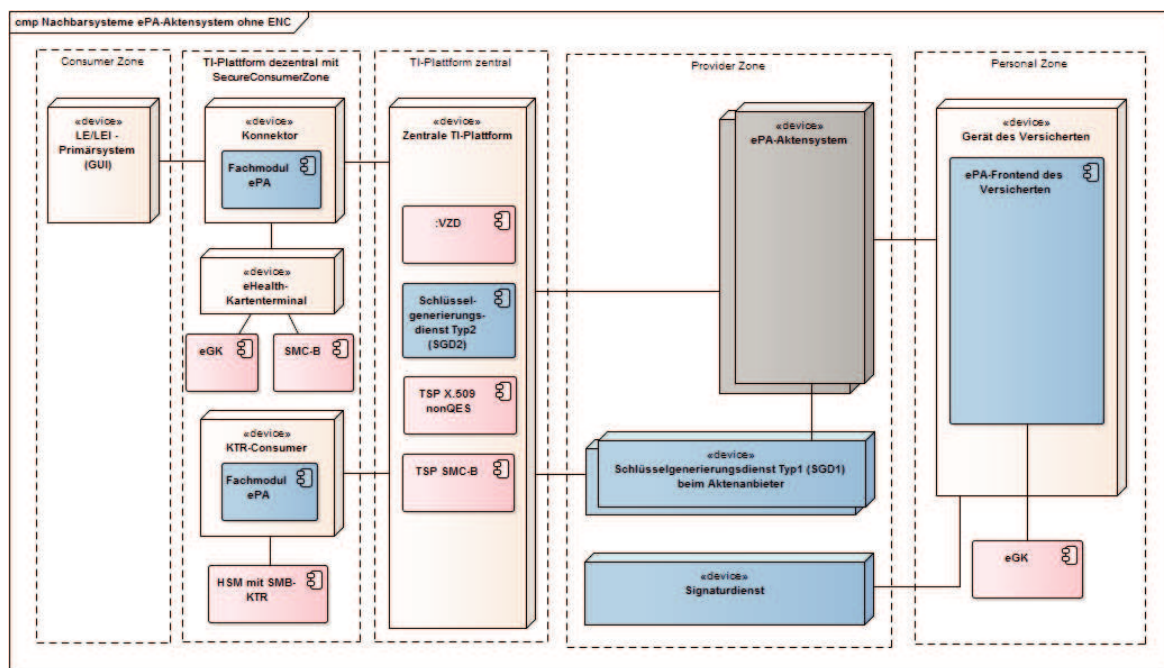 cmp Nachbarsysteme ePA-Aktensystem ohne ENC
Consumer Zone
«device»
LE/LEI -
Primärsystem
(GUI)
TI-Plattform dezentral mit
SecureConsumerZone
«device»
Konnektor
Fachmodul
ePA
«device»
eHealth-
Kartenterminal
eGK
SMC-B
«device»
KTR-Consumer
Fachmodul
ePA
HSM mit SMB-
KTR
TI-Plattform zentral
«device»
Zentrale TI-Plattform
:VZD
Schlüssel-
generierungs-
dienst Typ2
(SGD2)
TSP X.509
nonQES
TSP SMC-B
Provider Zone
«device»
ePA-Aktensystem
«device»
Schlüsselgenerierungsdienst Typ1 (SGD1)
beim Aktenanbieter
«device»
Signaturdienst
Personal Zone
«device»
Gerät des Versicherten
ePA-Frontend des
Versicherten
eGK